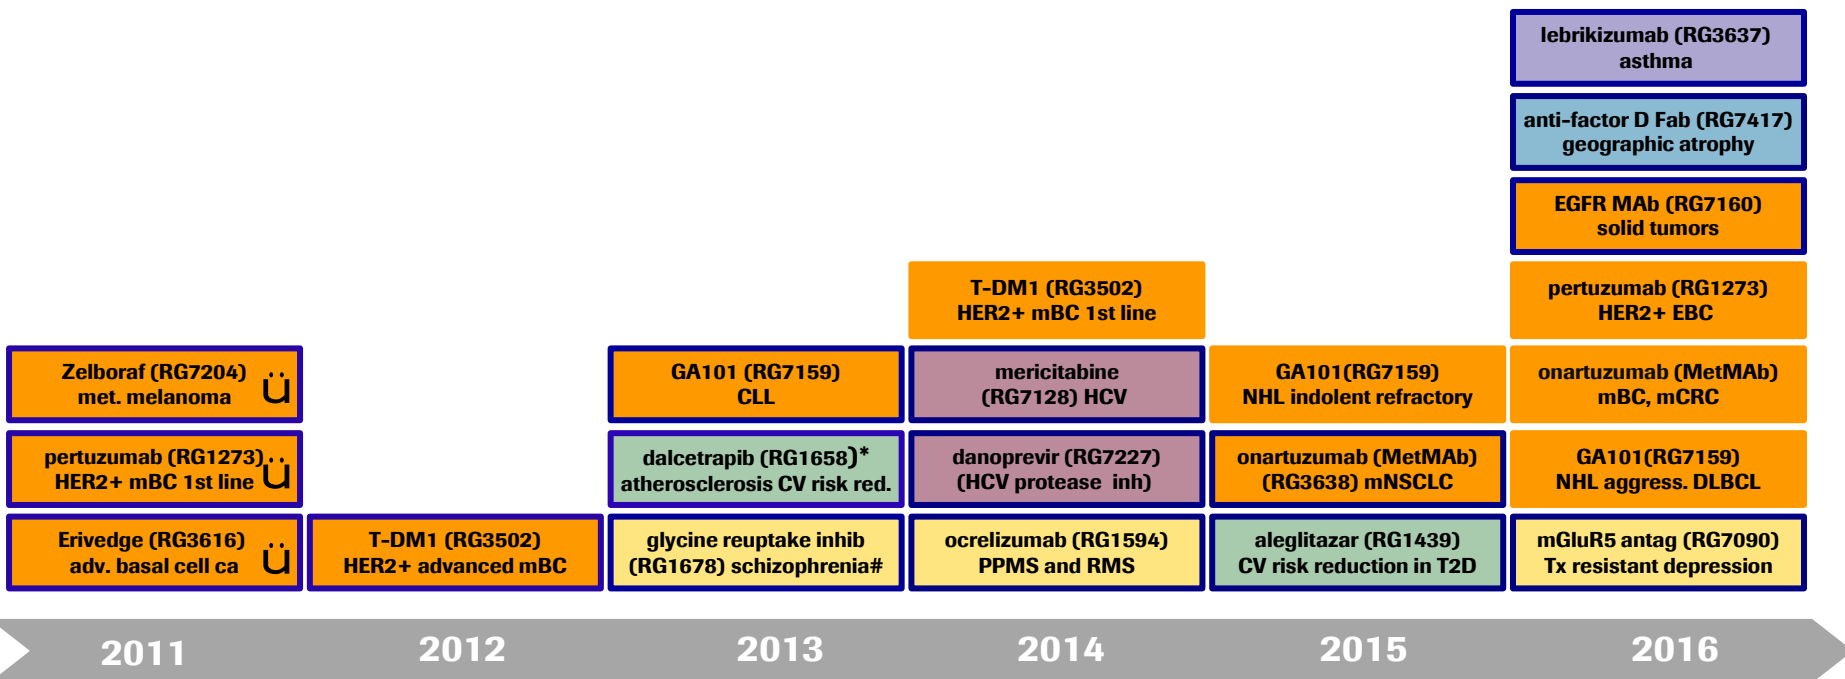 lebrikizumab (RG3637)
asthma
anti-factor D Fab (RG7417)
geographic atrophy
EGFR MAb (RG7160)
solid tumors
T-DM1 (RG3502)
HER2+ mBC 1st line
pertuzumab (RG1273)
HER2+ EBC
Zelboraf (RG7204)
met. melanoma ü
GA101 (RG7159)
CLL
mericitabine
(RG7128) HCV
GA101(RG7159)
NHL indolent refractory
onartuzumab (MetMAb)
mBC, mCRC
pertuzumab (RG1273)
HER2+ mBC 1st line ü
dalcetrapib (RG1658)*
atherosclerosis CV risk red.
danoprevir (RG7227)
(HCV protease inh)
onartuzumab (MetMAb)
(RG3638) mNSCLC
GA101(RG7159)
NHL aggress. DLBCL
Erivedge (RG3616)
adv. basal cell ca ü
T-DM1 (RG3502)
HER2+ advanced mBC
glycine reuptake inhib
(RG1678) schizophrenia#
ocrelizumab (RG1594)
PPMS and RMS
aleglitazar (RG1439)
CV risk reduction in T2D
mGluR5 antag (RG7090)
Tx resistant depression
2011 2012 2013 2014 2015 2016